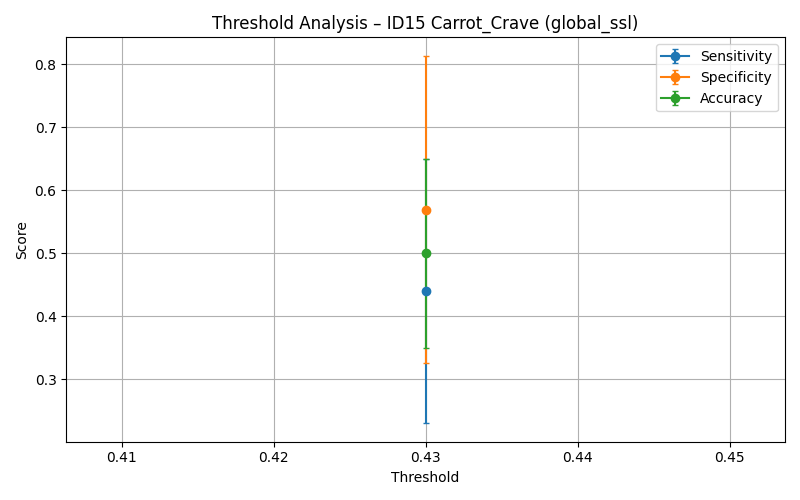 Threshold Analysis – ID15 Carrot_Crave (global_ssl)
Sensitivity
Specificity
Accuracy
0.8
0.7
0.6
0.5
0.4
0.3
Score
0.41 0.42 0.43 0.44 0.45
Threshold